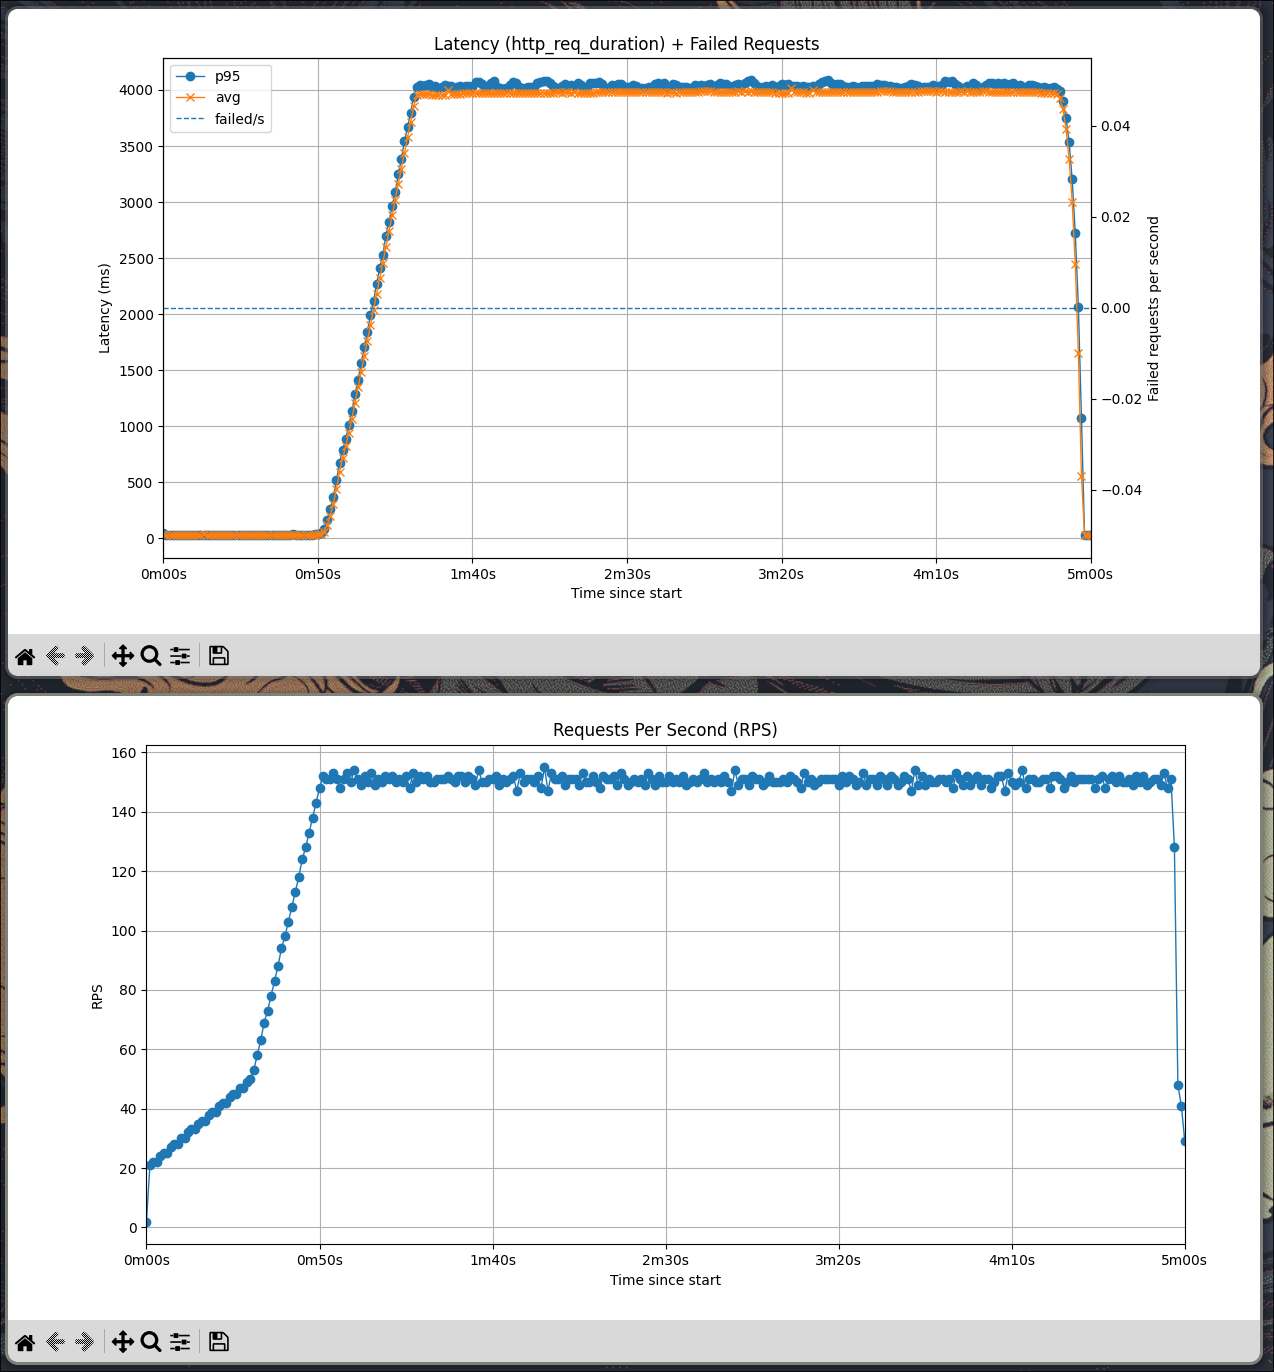 Latency (http_req_duration) + Failed Requests
p95
avg
failed/s
4000
3500
3000
2500
2000
1500
1000
500
0
Latency (ms)
0.04
0.02
0.00
−0.02
−0.04
Failed requests per second
0m00s 0m50s 1m40s 2m30s 3m20s 4m10s 5m00s
Time since start
Requests Per Second (RPS)
160
140
120
100
80
60
40
20
0
RPS
0m00s 0m50s 1m40s 2m30s 3m20s 4m10s 5m00s
Time since start